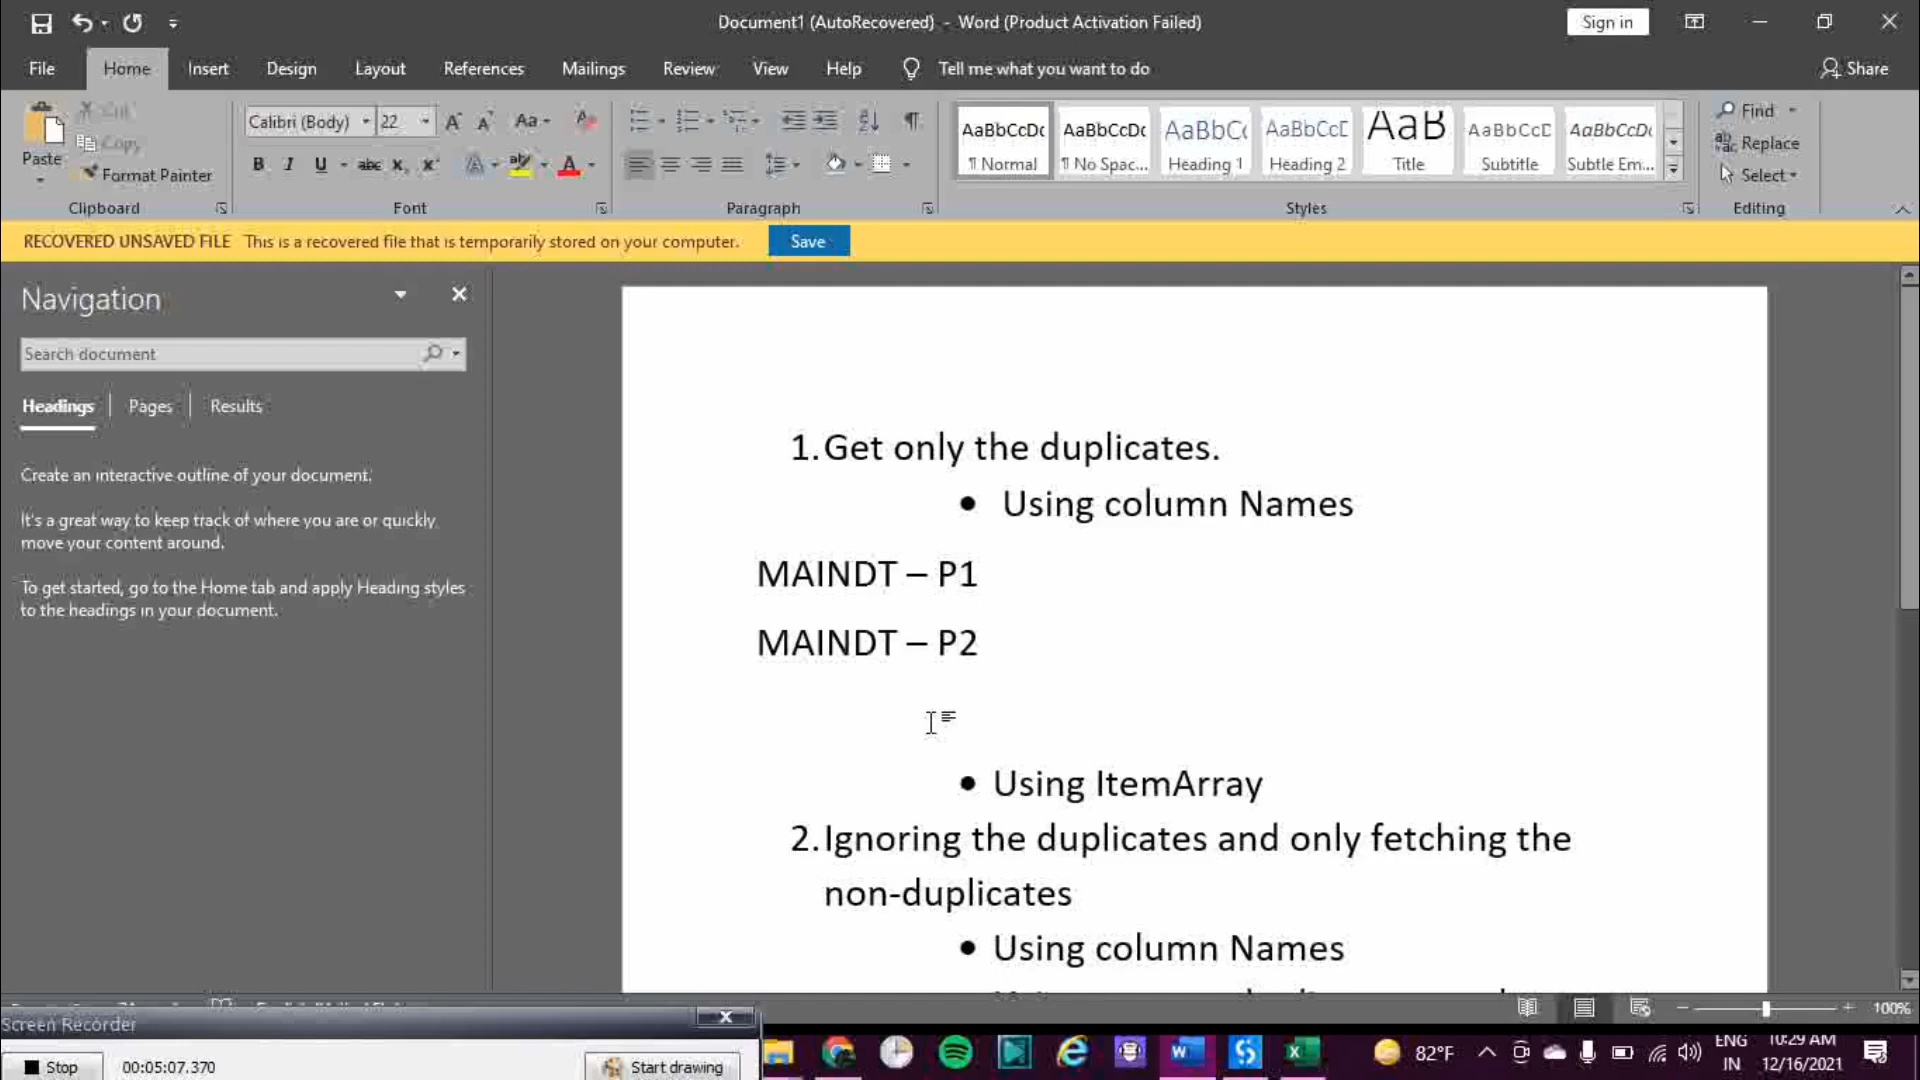 Document1 (AutoRecovered) - Word (Product Activation Failed)
Sign in
File Home Insert Design Layout References Mailings Review View Help Tell me what you want to do Share
Paste
Cut
Copy
Format Painter
Clipboard
Calibri (Body) 22
Font
Paragraph
AaBbCcDc ¶ Normal
AaBbCcDc ¶ No Spac...
AaBbCc Heading 1
AaBbCcE Heading 2
AaB Title
AaBbCcD Subtitle
AaBbCcDc Subtle Em...
Styles
Find
Replace
Select
Editing
RECOVERED UNSAVED FILE This is a recovered file that is temporarily stored on your computer. Save
Navigation
Search document
Headings Pages Results
Create an interactive outline of your document.
It's a great way to keep track of where you are or quickly
move your content around.
To get started, go to the Home tab and apply Heading styles
to the headings in your document.
1. Get only the duplicates.
• Using column Names
MAINDT – P1
MAINDT – P2
• Using ItemArray
2. Ignoring the duplicates and only fetching the
non-duplicates
• Using column Names
100%
Screen Recorder
Stop 00:05:07.370 Start drawing
82°F
ENG
IN
10:29 AM
12/16/2021